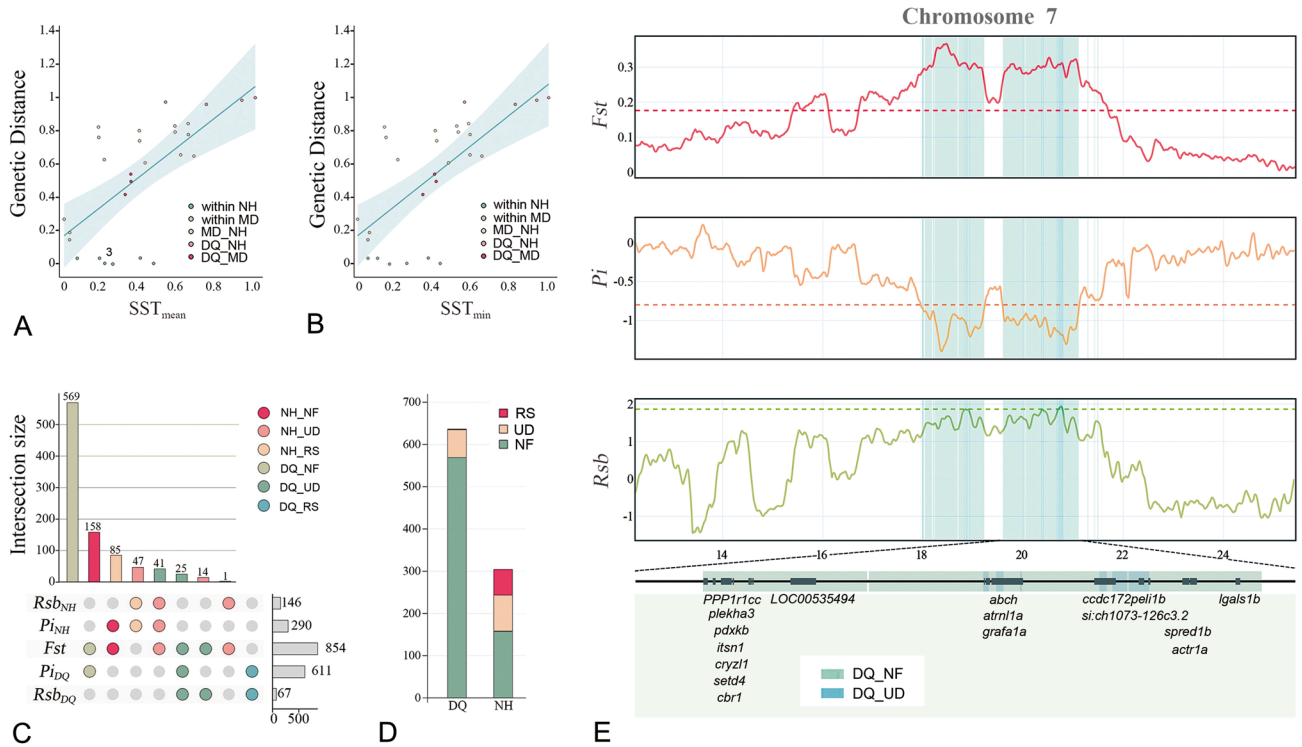 Chromosome 7
1.4
1.2
1.0
0.8
0.6
0.4
0.2
0
Genetic Distance
3
within NH
within MD
MD_NH
DQ_NH
DQ_MD
0 0.2 0.4 0.6 0.8 1.0
SSTmean
A
1.4
1.2
1.0
0.8
0.6
0.4
0.2
0
Genetic Distance
within NH
within MD
MD_NH
DQ_NH
DQ_MD
0 0.2 0.4 0.6 0.8 1.0
SSTmin
B
569
500
400
300
200
100
0
Intersection size
158
85
47
41
25
14
1
NH_NF
NH_UD
NH_RS
DQ_NF
DQ_UD
DQ_RS
RsbNH
146
PiNH
290
Fst
854
PiDQ
611
RsbDQ
67
0 500
C
700
600
500
400
300
200
100
0
RS
UD
NF
DQ NH
D
Fst
0.3
0.2
0.1
0
Pi
0
-0.5
-1
Rsb
2
1
0
-1
14 16 18 20 22 24
PPP1r1cc LOC00535494 abch ccdc172peli1b lgals1b
plekha3 atrnl1a si:ch1073-126c3.2
pdxkb grafa1a spred1b
itsn1 actr1a
cryzl1
setd4
cbr1
DQ_NF
DQ_UD
E